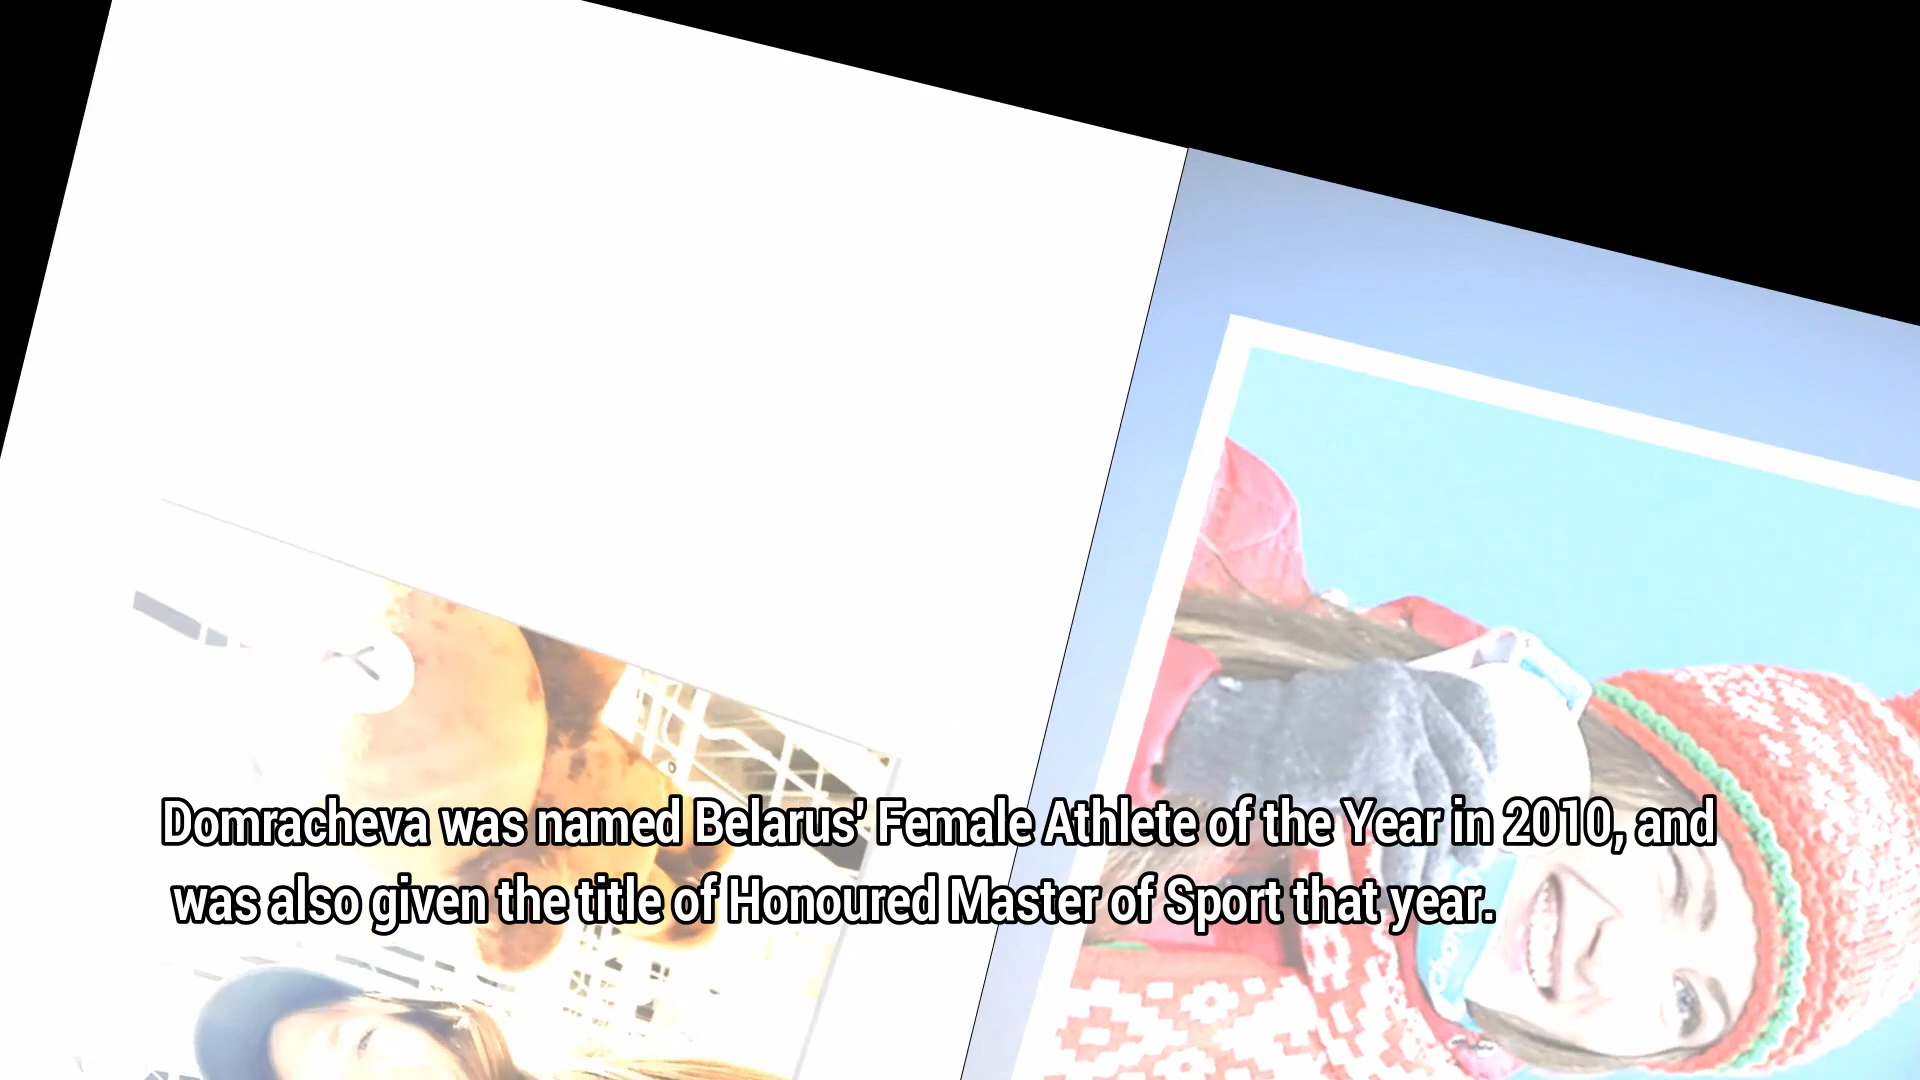 Domracheva was named Belarus' Female Athlete of the Year in 2010, and
was also given the title of Honoured Master of Sport that year.